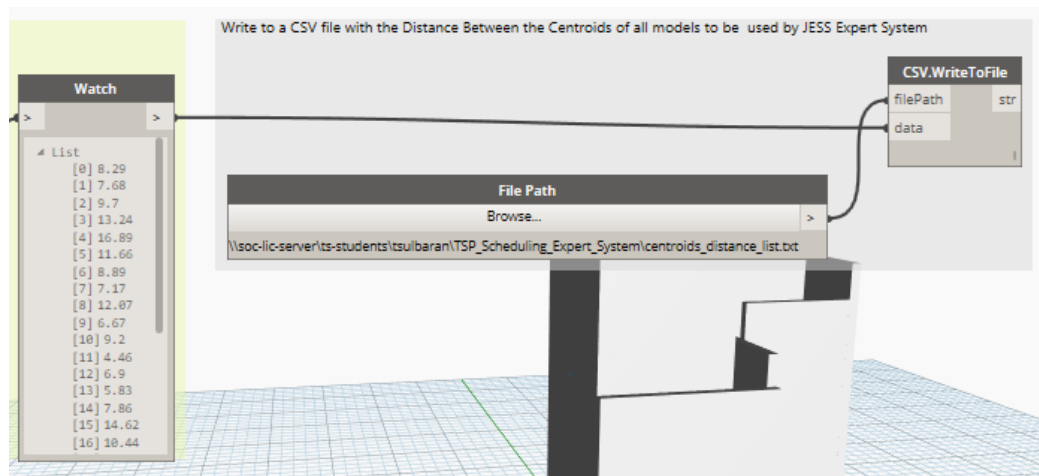 Write to a CSV file with the Distance Between the Centroids of all models to be  used by JESS Expert System
Watch
>
>
List
[0] 8.29
[1] 7.68
[2] 9.7
[3] 13.24
[4] 16.89
[5] 11.66
[6] 8.89
[7] 7.17
[8] 12.07
[9] 6.67
[10] 9.2
[11] 4.46
[12] 6.9
[13] 5.83
[14] 7.86
[15] 14.62
[16] 10.44
File Path
Browse...
>
\\soc-lic-server\ts-students\tsulbaran\TSP_Scheduling_Expert_System\centroids_distance_list.txt
CSV.WriteToFile
filePath
str
data
l